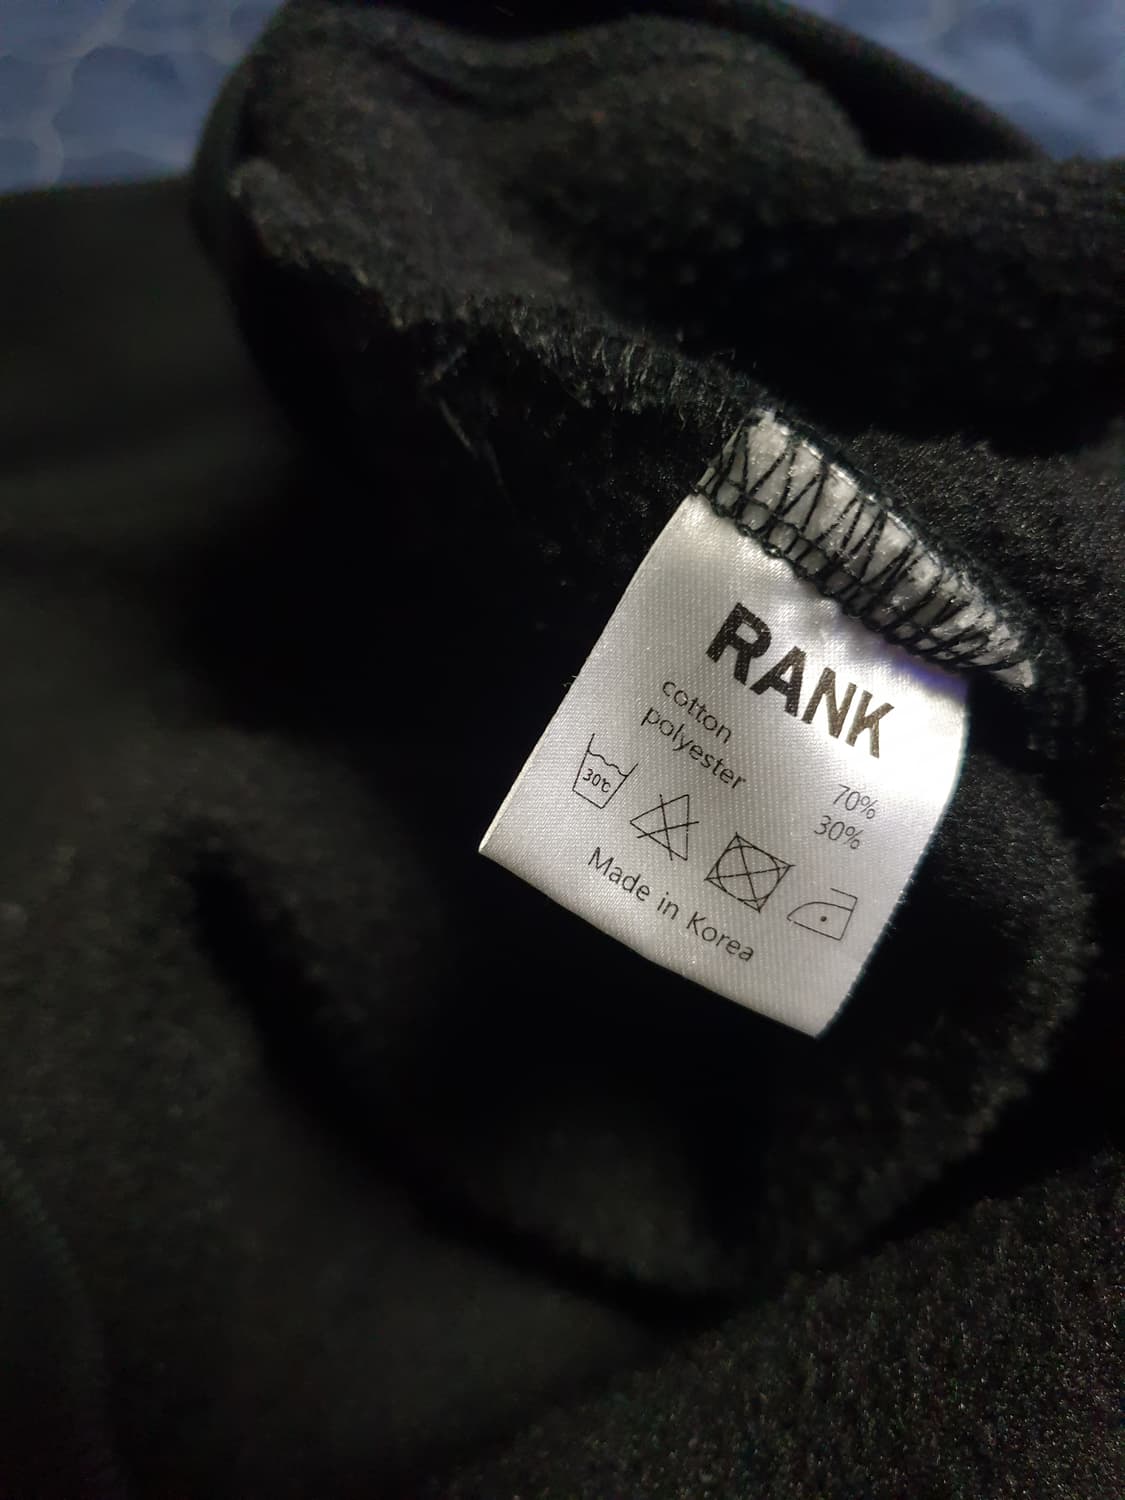 RANK
cotton 70%
polyester 30%
30℃
Made in Korea